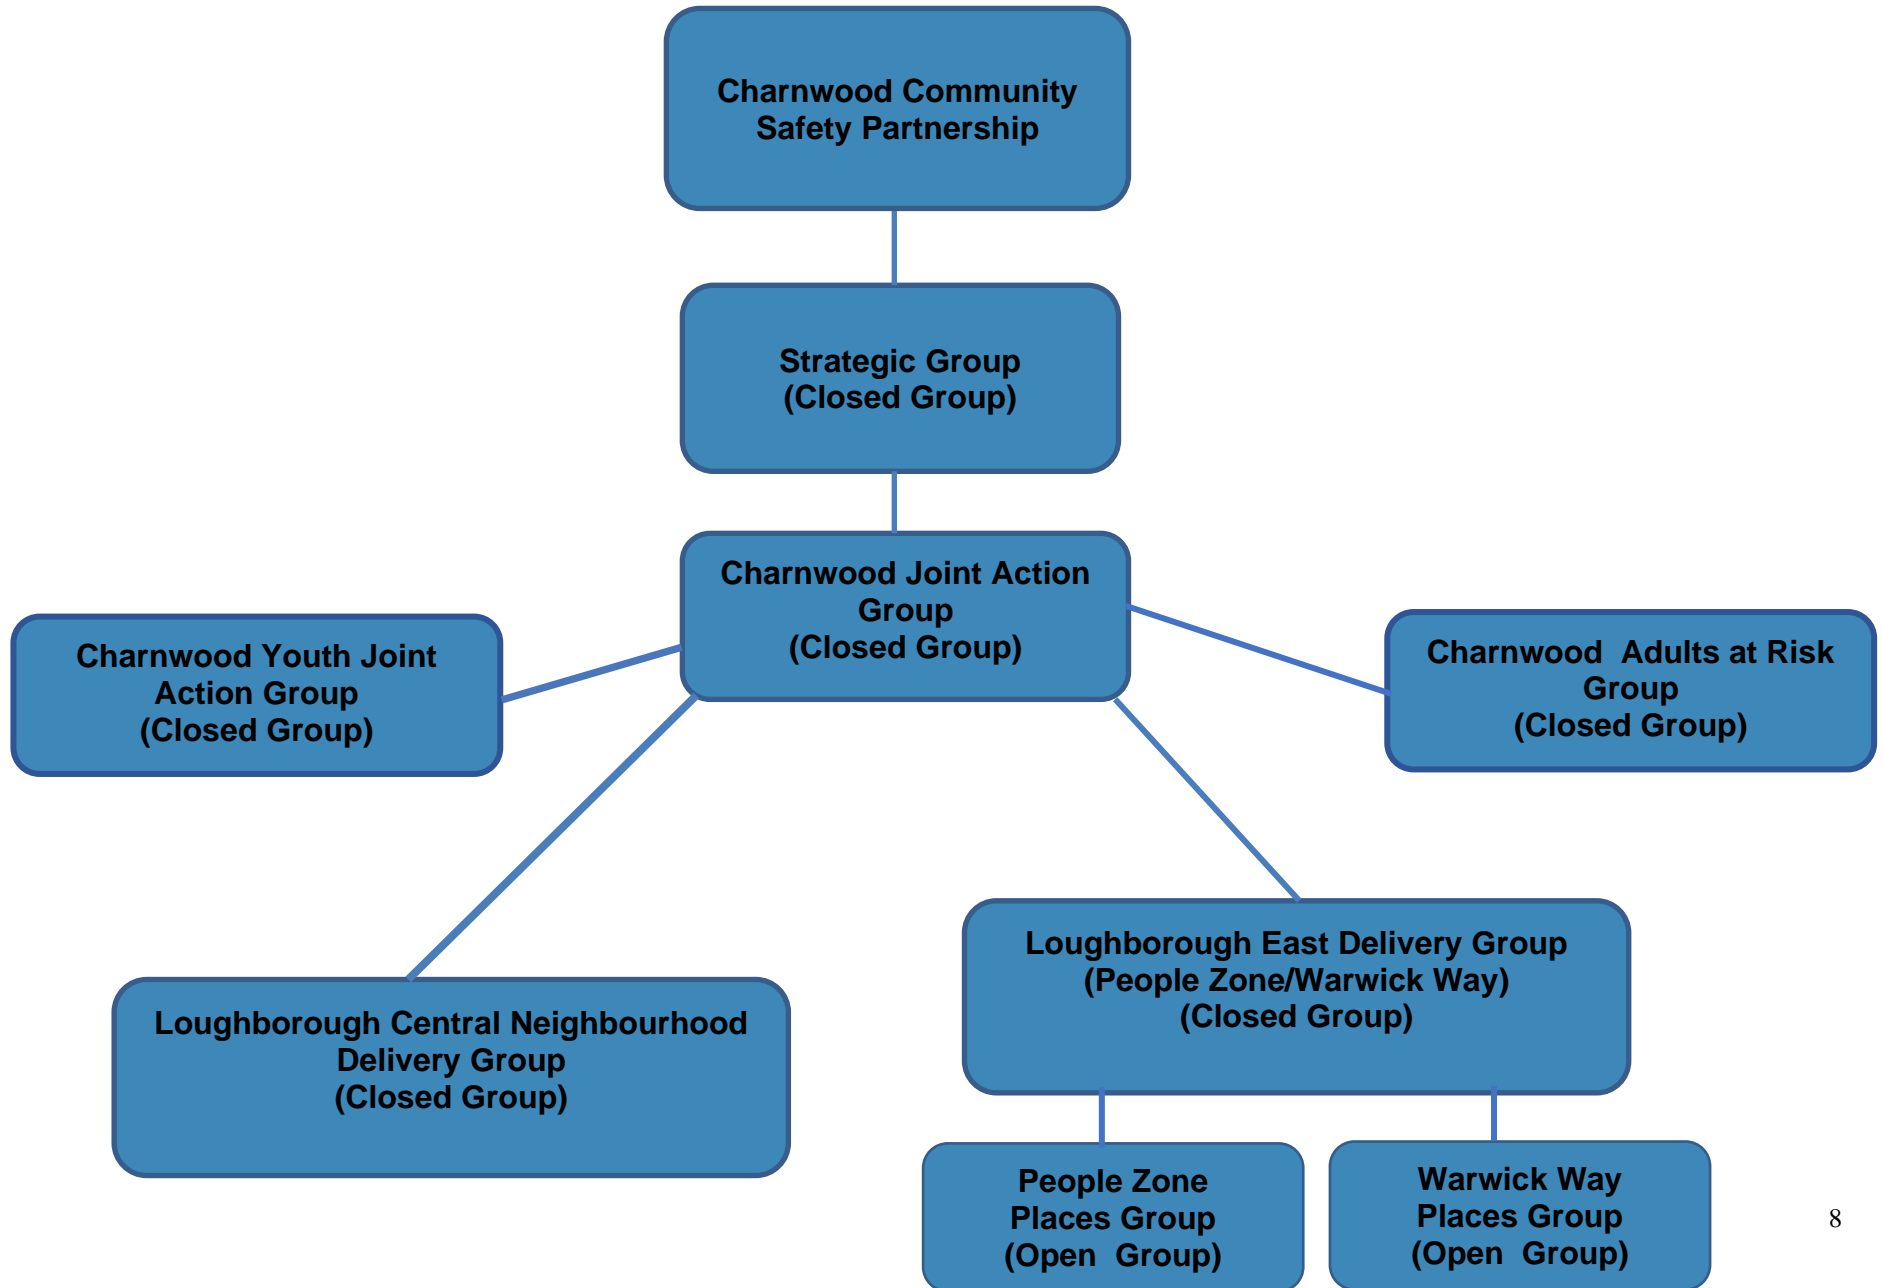 Charnwood Community
Safety Partnership
Strategic Group
(Closed Group)
Charnwood Joint Action
Group
(Closed Group)
Charnwood Youth Joint
Action Group
(Closed Group)
Charnwood  Adults at Risk
Group
(Closed Group)
Loughborough Central Neighbourhood
Delivery Group
(Closed Group)
Loughborough East Delivery Group
(People Zone/Warwick Way)
(Closed Group)
People Zone
Places Group
(Open  Group)
Warwick Way
Places Group
(Open  Group)
8